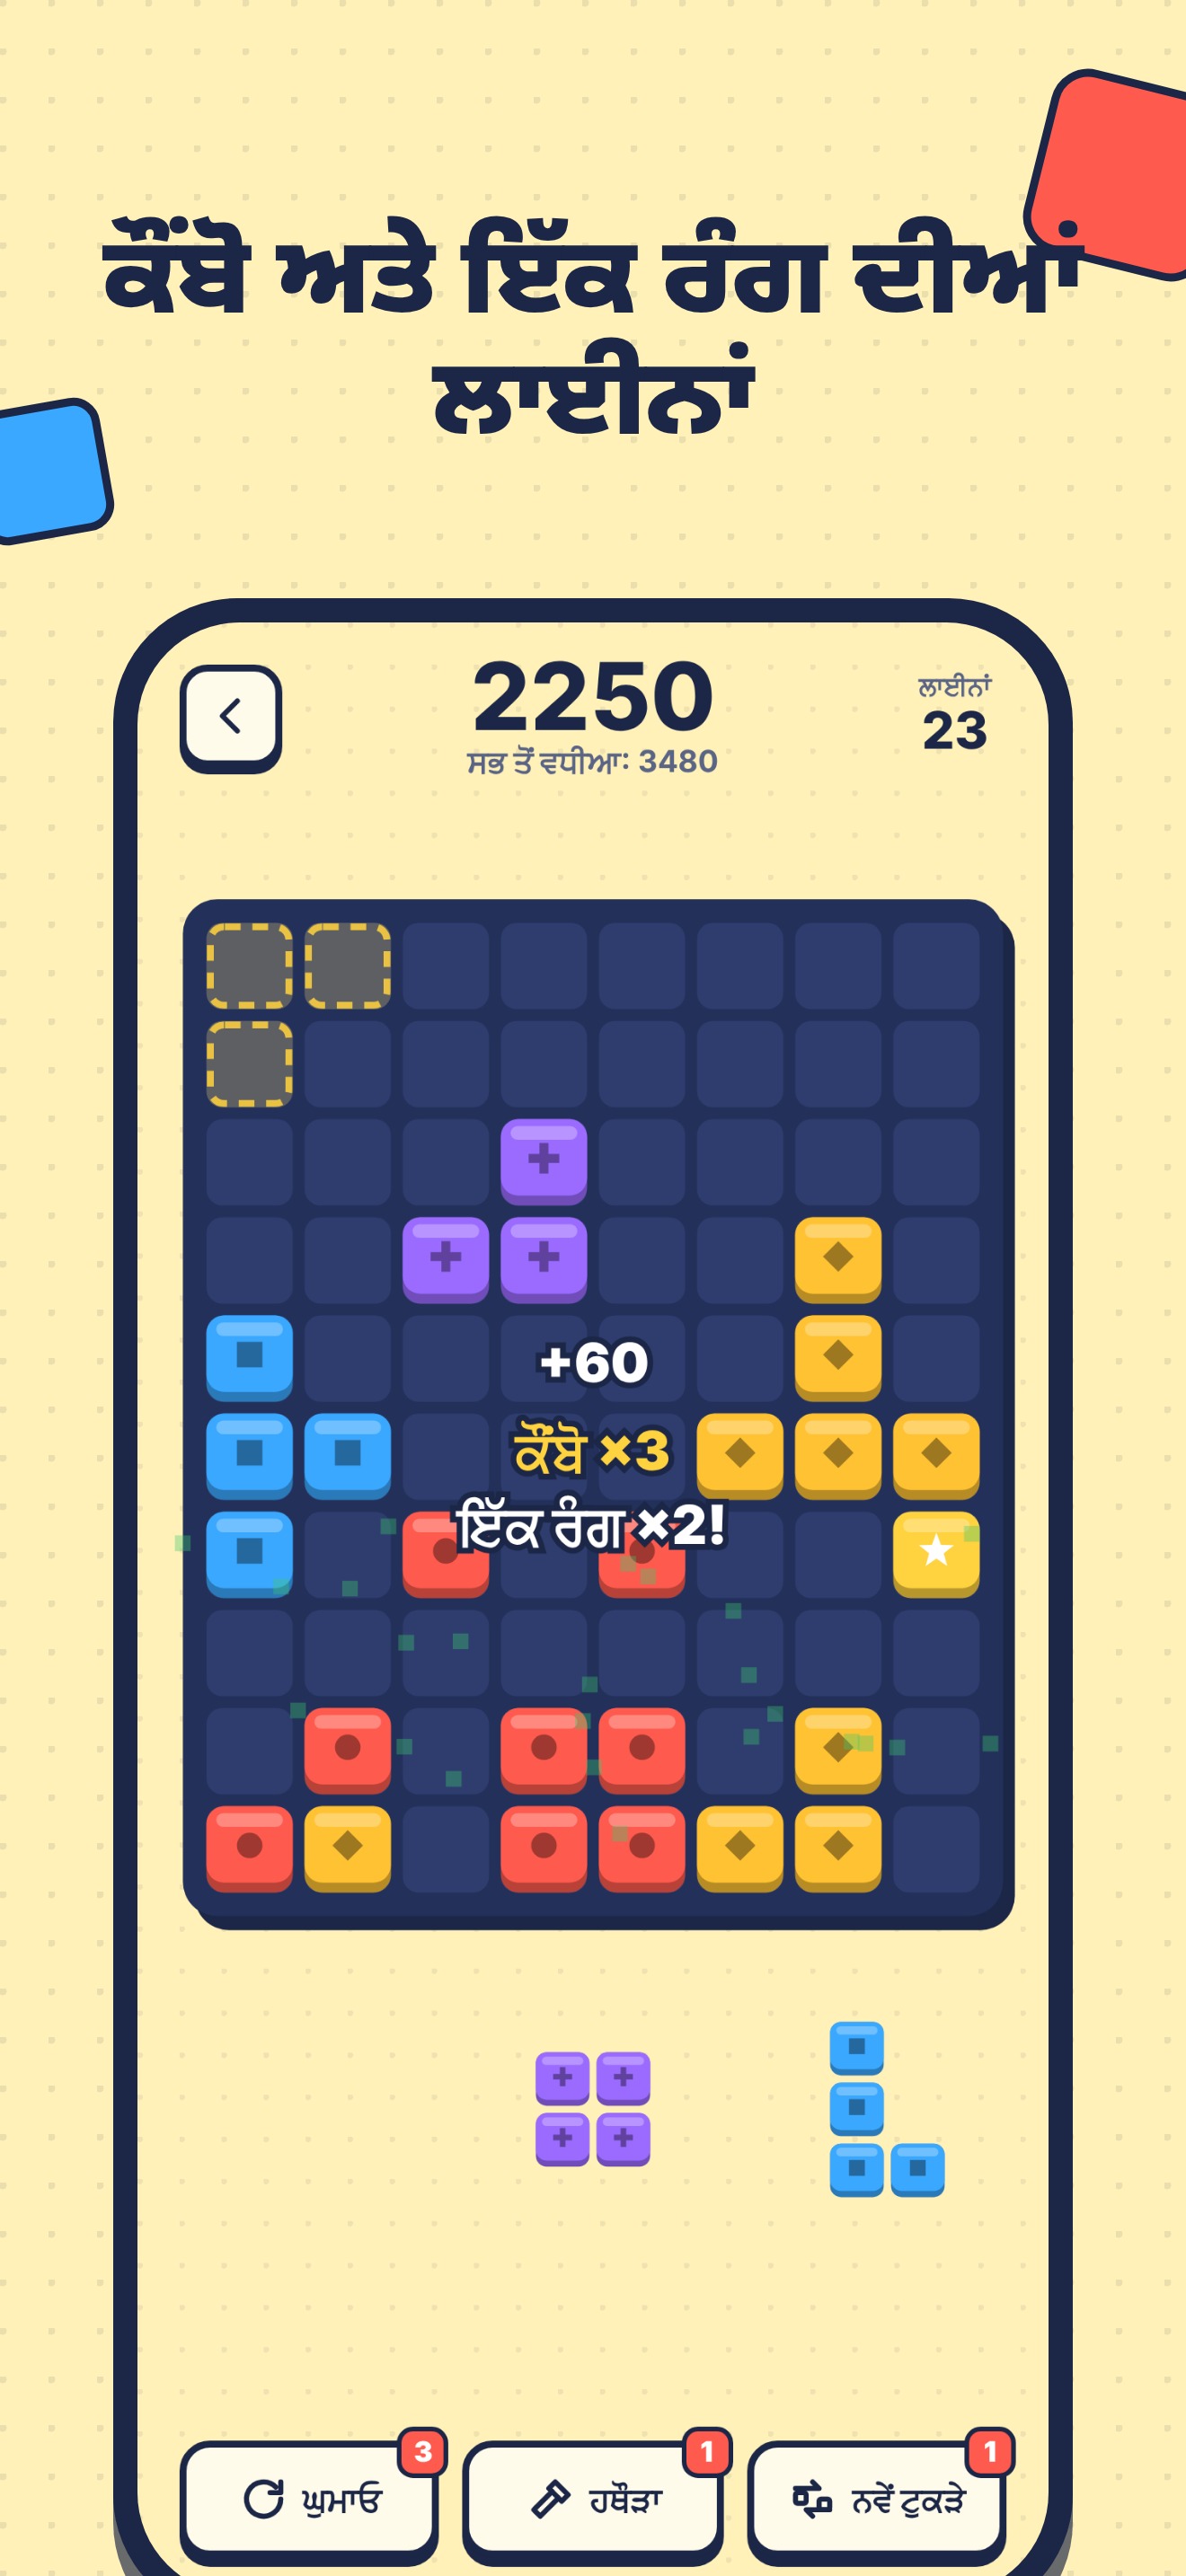 ਕੌਂਬੋ ਅਤੇ ਇੱਕ ਰੰਗ ਦੀਆਂ
ਲਾਈਨਾਂ
2250
ਸਭ ਤੋਂ ਵਧੀਆ: 3480
ਲਾਈਨਾਂ
23
+60
ਕੌਂਬੋ ×3
ਇੱਕ ਰੰਗ ×2!
3
ਘੁਮਾਓ
1
ਹਥੌੜਾ
1
ਨਵੇਂ ਟੁਕੜੇ